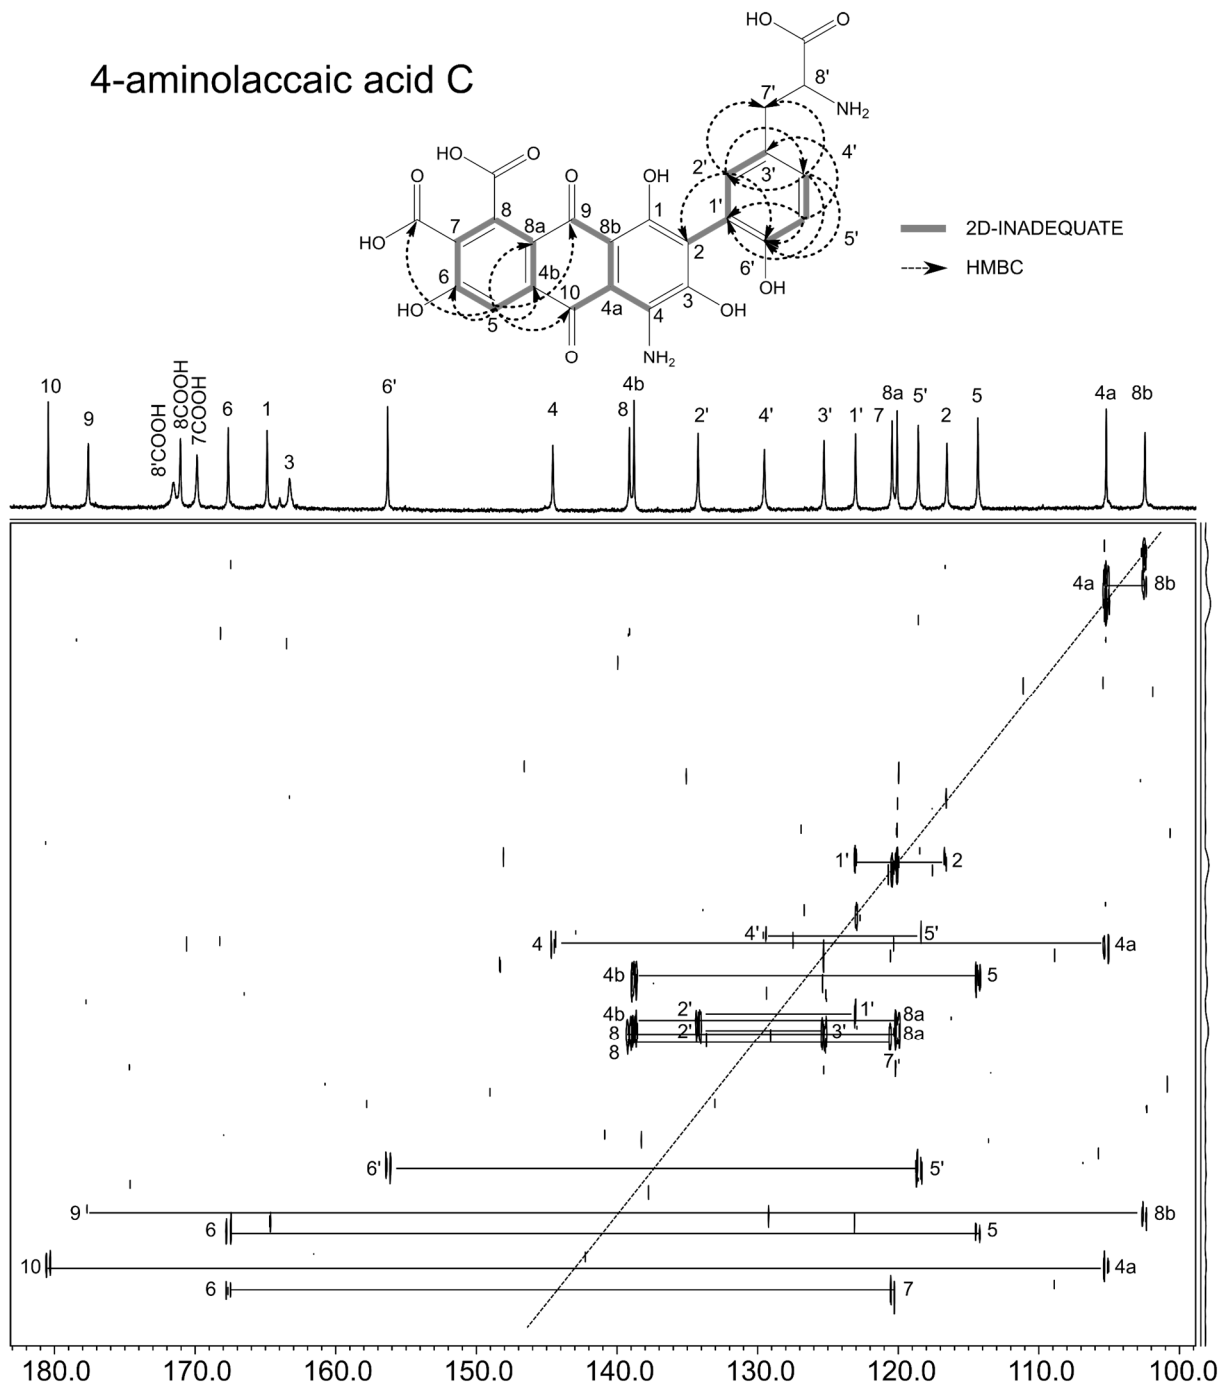 4-aminolaccaic acid C
HO O
8'
7' NH₂
HO O
O 4'
2' 3'
O OH
8 9 1 1'
7 8a 8b 5'
HO 2 2D-INADEQUATE
6 4b 6' HMBC
10 3 OH
HO 5 4a 4 OH
O NH₂
10 9 8'COOH 8COOH 7COOH 6 1 3 6' 4 8 4b 2' 4' 3' 1' 7 8a 5' 2 5 4a 8b
4a 8b
1' 2
4' 5'
4 4a
4b 5
2' 1'
4b 8a
8 2' 3' 8a
8 7
6' 5'
9 8b
6 5
10 4a
6 7
180.0 170.0 160.0 150.0 140.0 130.0 120.0 110.0 100.0